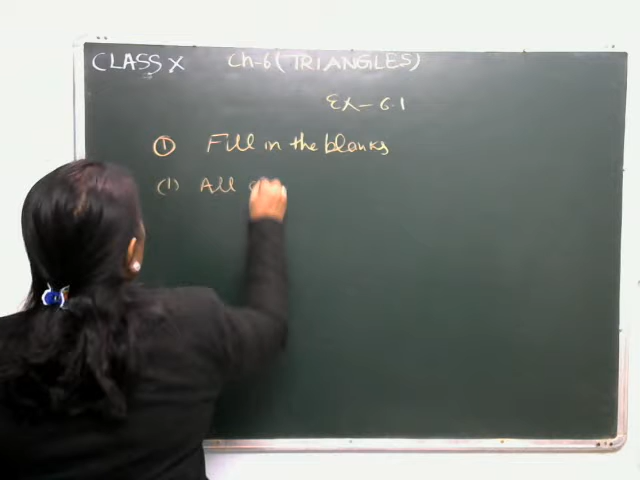 CLASS X Ch-6 (TRIANGLES)
Ex-6.1
① Fill in the blanks
(1) All